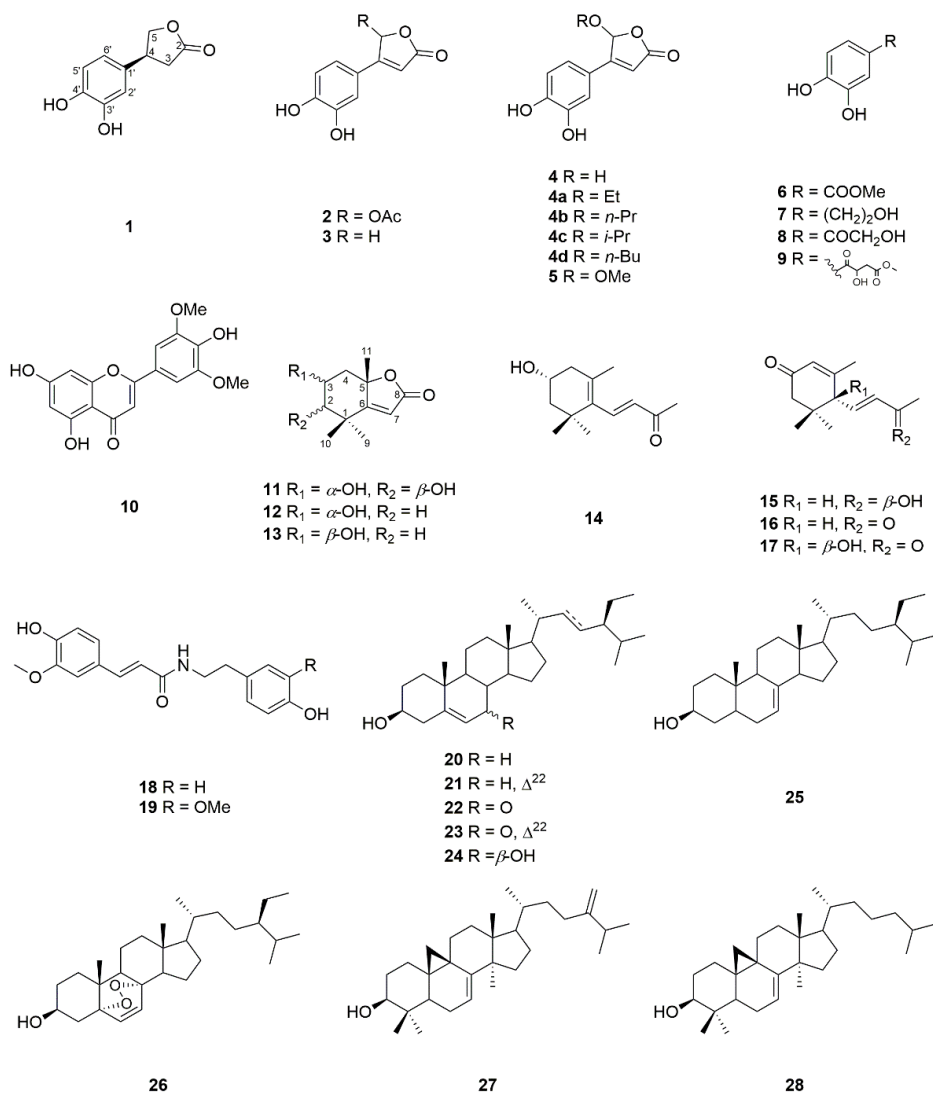 O
5
6'
4
2
O
5'
1'
3
HO
4'
2'
3'
OH
1
R
O
O
HO
OH
2 R = OAc
3 R = H
OR
O
O
HO
OH
4 R = H
4a R = Et
4b R = n-Pr
4c R = i-Pr
4d R = n-Bu
5 R = OMe
R
HO
OH
6 R = COOMe
7 R = (CH₂)₂OH
8 R = COCH₂OH
9 R =
O
O
OH
O
OMe
OH
HO
O
OMe
OH
O
10
11
R₁
4
3
5
O
8
O
2
6
R₂
1
7
10
9
11 R₁ = α-OH, R₂ = β-OH
12 R₁ = α-OH, R₂ = H
13 R₁ = β-OH, R₂ = H
HO
O
14
O
R₁
R₂
15 R₁ = H, R₂ = β-OH
16 R₁ = H, R₂ = O
17 R₁ = β-OH, R₂ = O
HO
O
H
N
O
R
OH
18 R = H
19 R = OMe
HO
R
20 R = H
21 R = H, Δ²²
22 R = O
23 R = O, Δ²²
24 R = β-OH
HO
25
O
O
HO
26
HO
27
HO
28